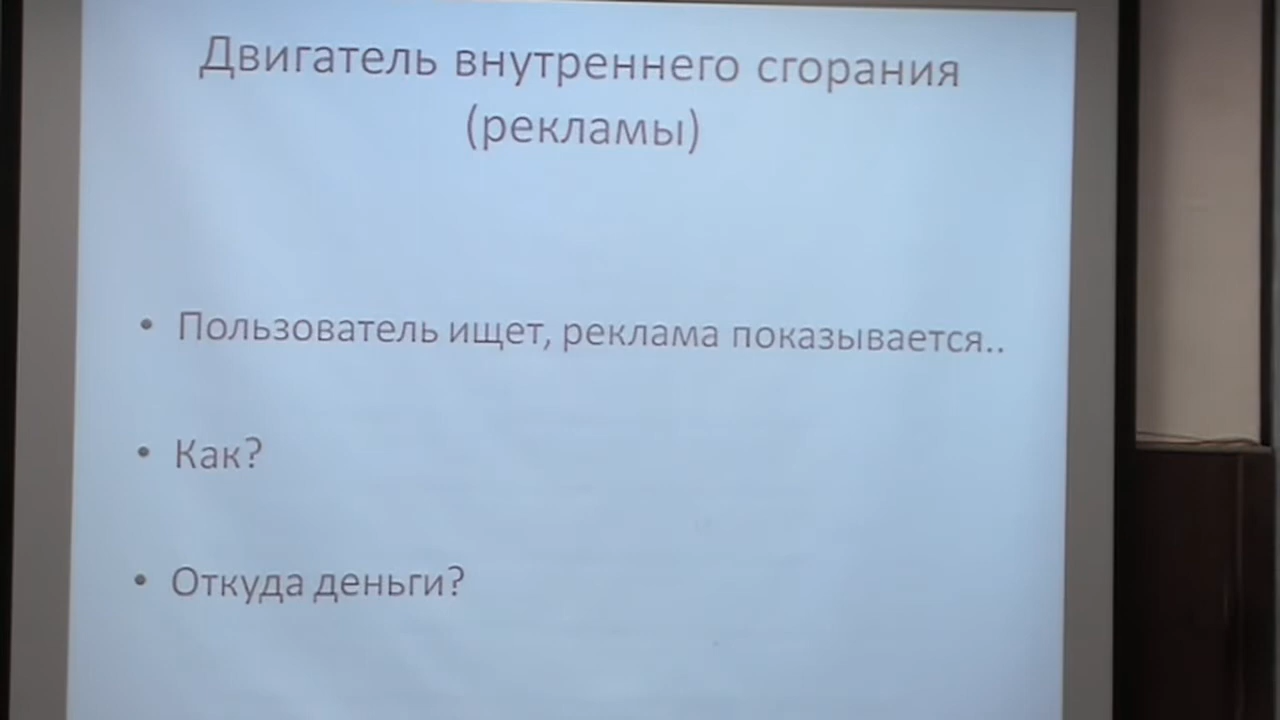 Двигатель внутреннего сгорания
(рекламы)
• Пользователь ищет, реклама показывается..
• Как?
• Откуда деньги?